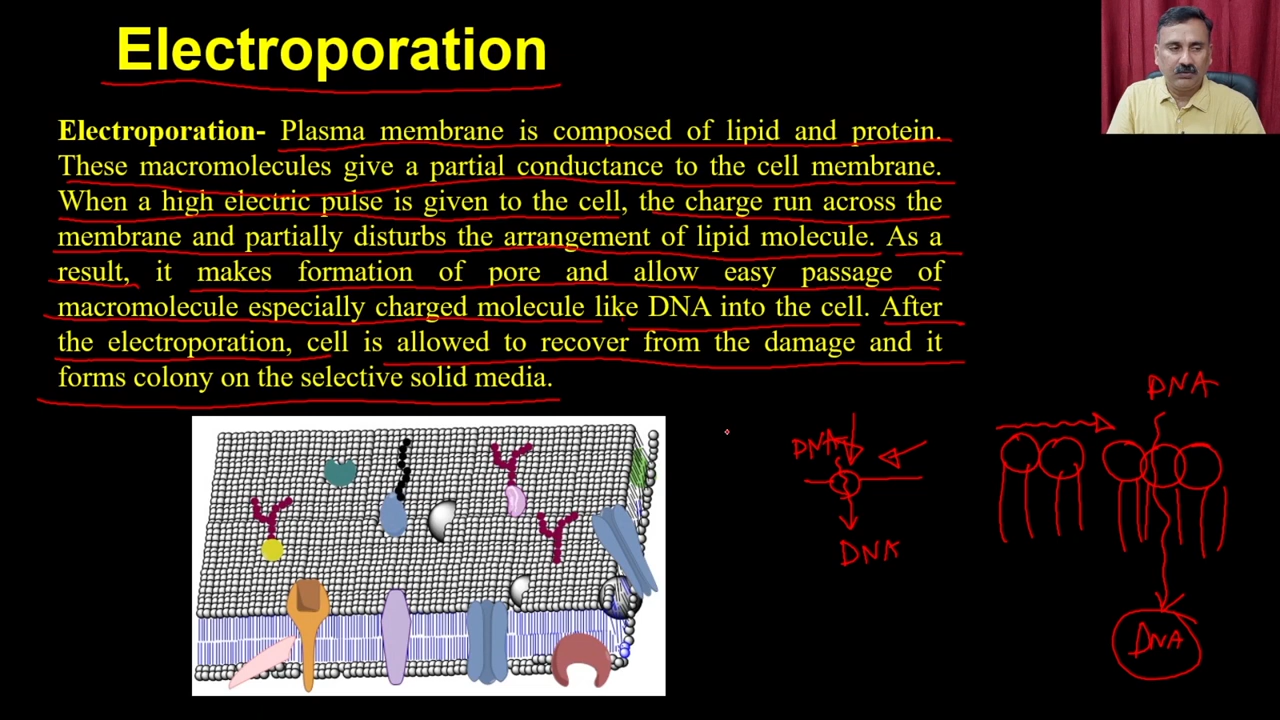 Electroporation
Electroporation- Plasma membrane is composed of lipid and protein.
These macromolecules give a partial conductance to the cell membrane.
When a high electric pulse is given to the cell, the charge run across the
membrane and partially disturbs the arrangement of lipid molecule. As a
result, it makes formation of pore and allow easy passage of
macromolecule especially charged molecule like DNA into the cell. After
the electroporation, cell is allowed to recover from the damage and it
forms colony on the selective solid media.
DNA
DNA
DNA
DNA